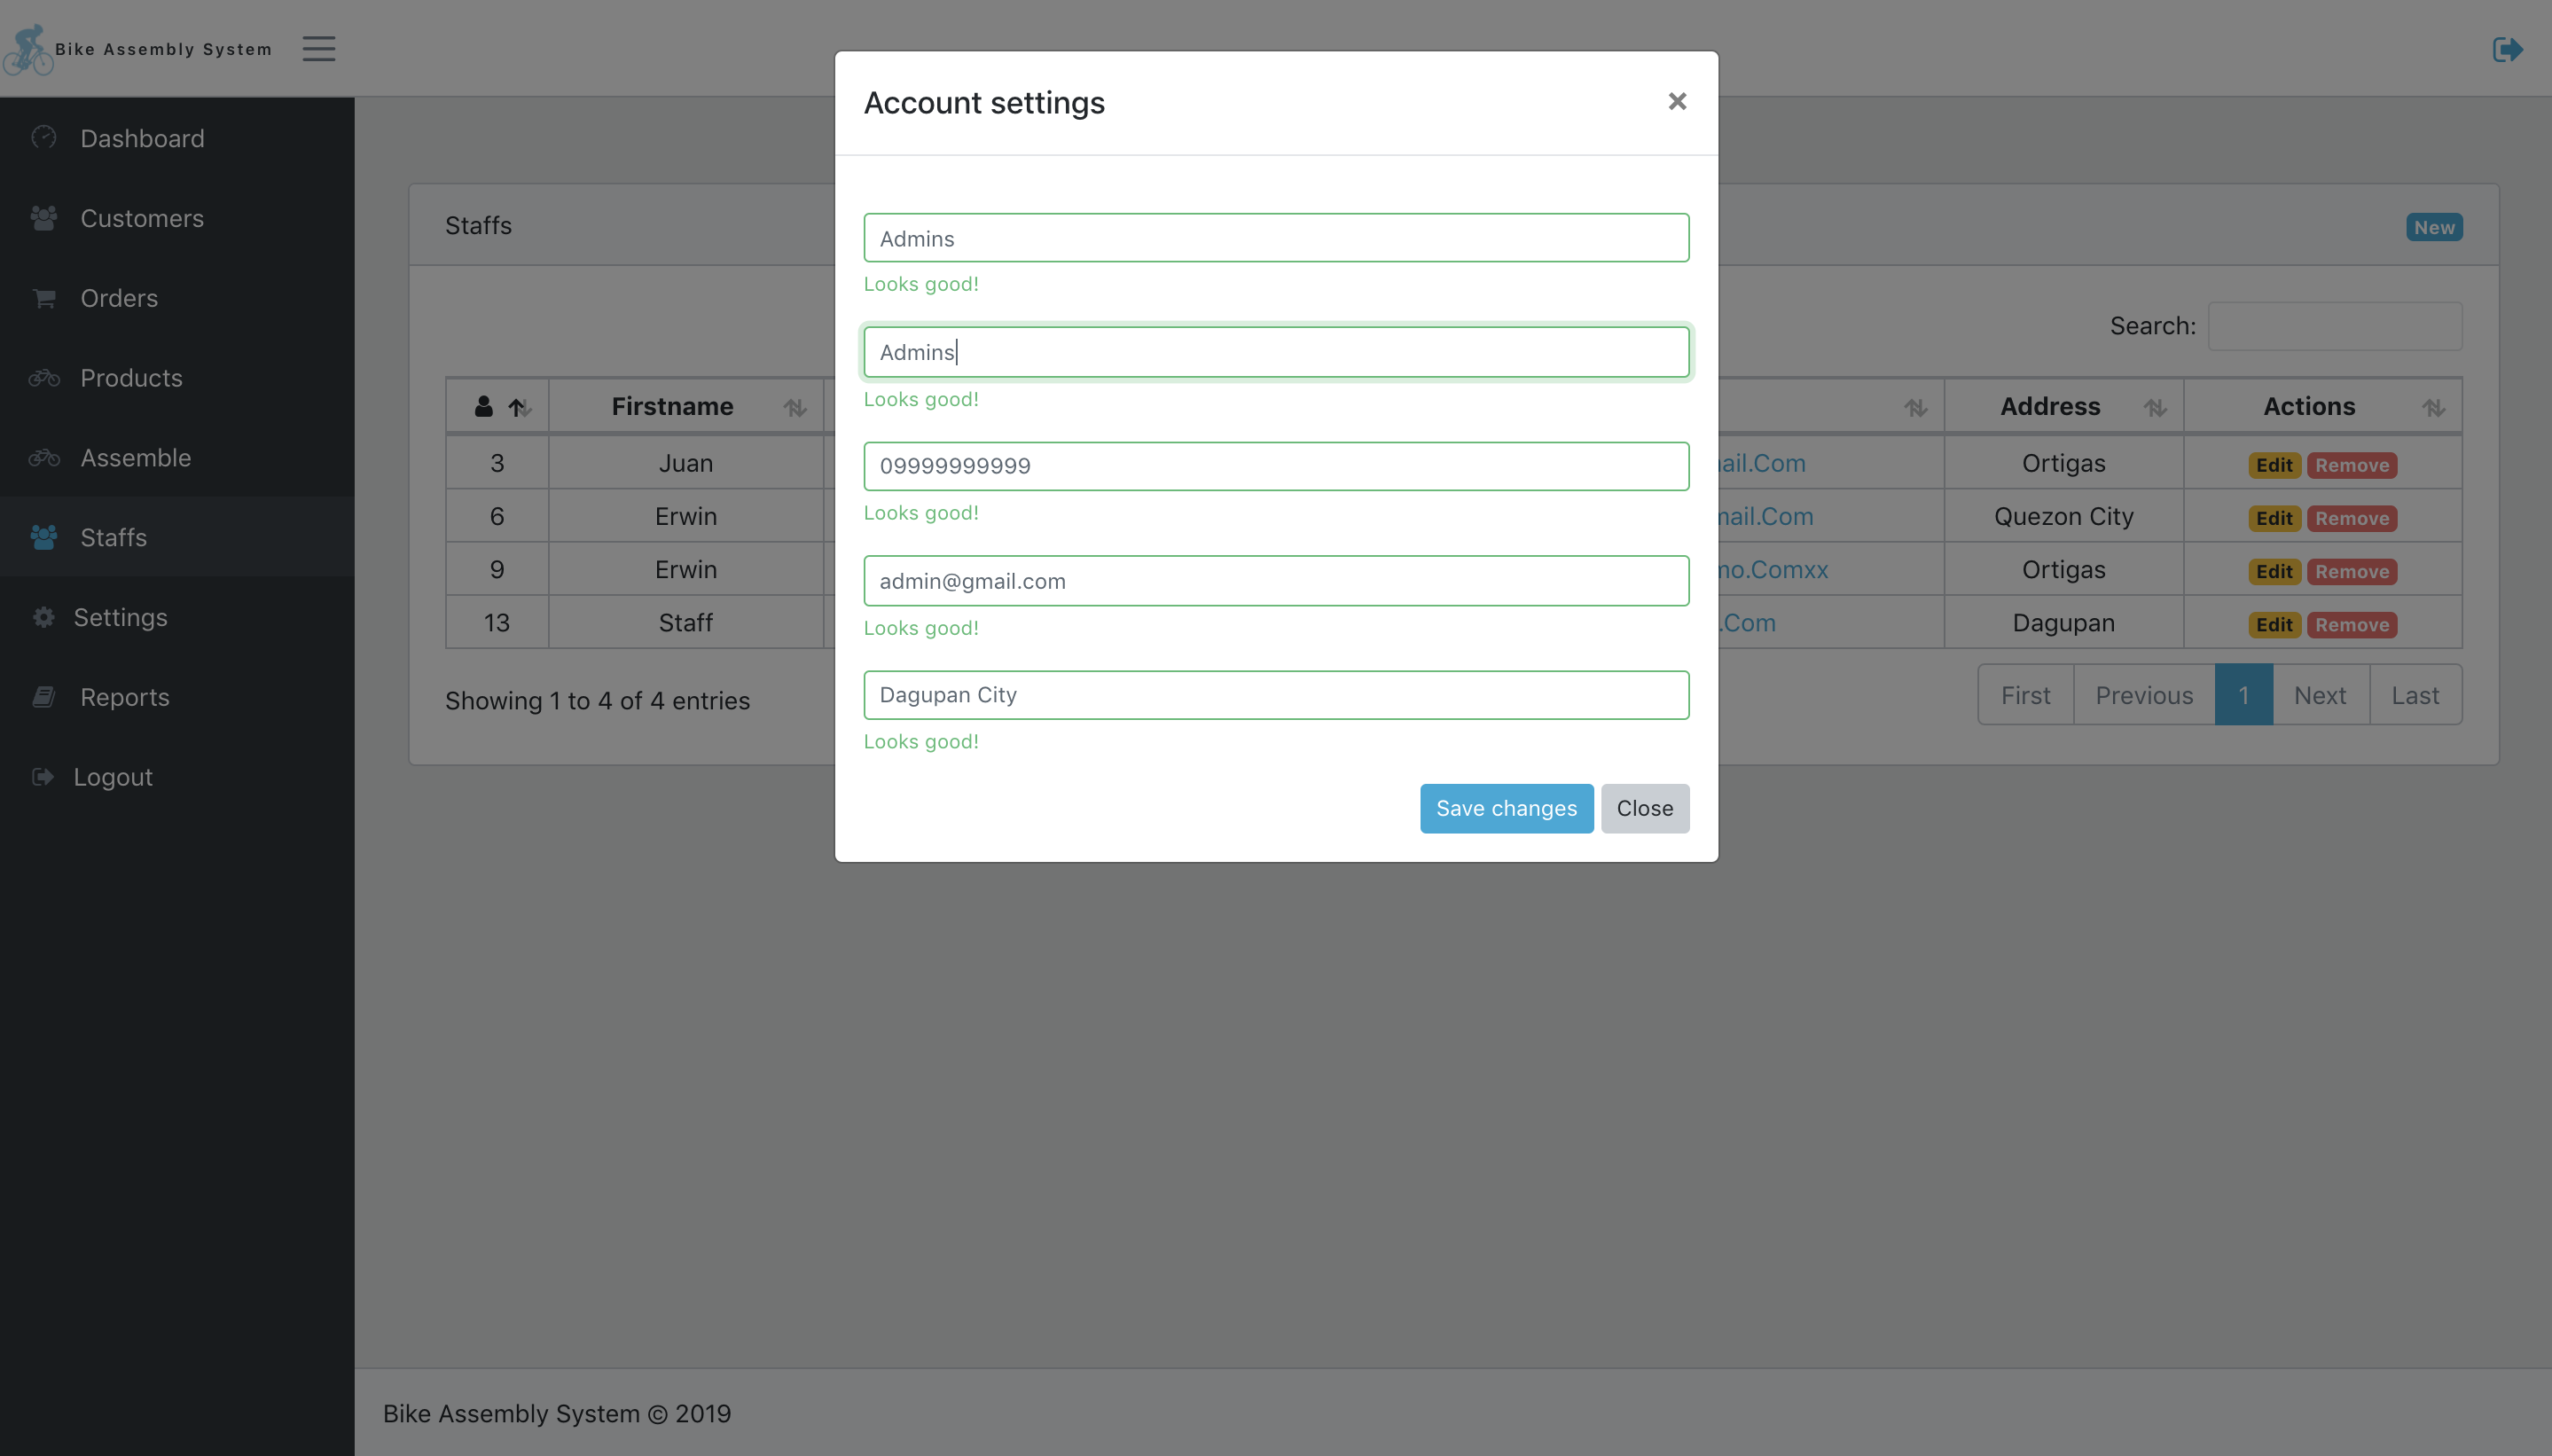 Bike Assembly System
Dashboard
Customers
Orders
Products
Assemble
Staffs
Settings
Reports
Logout
Account settings
×
Admins
Looks good!
Admins
Looks good!
09999999999
Looks good!
admin@gmail.com
Looks good!
Dagupan City
Looks good!
Save changes Close
Staffs New
Search:
Firstname Address Actions
3 Juan ail.Com Ortigas Edit Remove
6 Erwin mail.Com Quezon City Edit Remove
9 Erwin mo.Comxx Ortigas Edit Remove
13 Staff .Com Dagupan Edit Remove
Showing 1 to 4 of 4 entries
First Previous 1 Next Last
Bike Assembly System © 2019